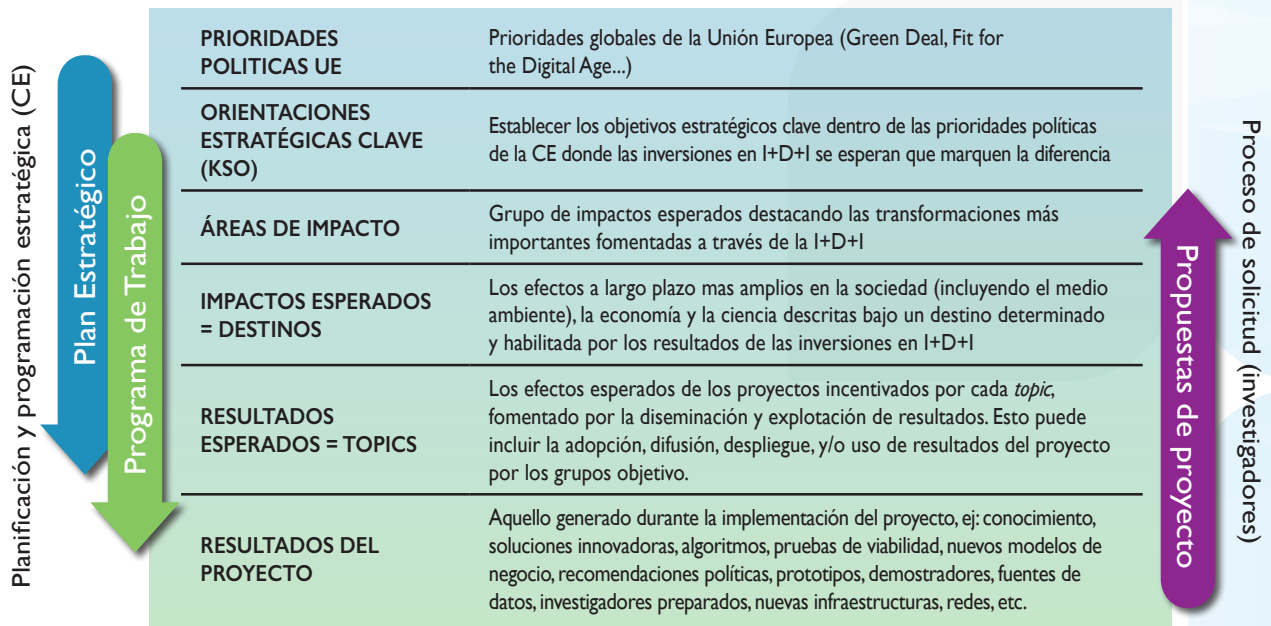 Planificación y programación estratégica (CE)
Plan Estratégico
Programa de Trabajo
PRIORIDADES
POLITICAS UE
Prioridades globales de la Unión Europea (Green Deal, Fit for
the Digital Age...)
ORIENTACIONES
ESTRATÉGICAS CLAVE
(KSO)
Establecer los objetivos estratégicos clave dentro de las prioridades políticas
de la CE donde las inversiones en I+D+I se esperan que marquen la diferencia
ÁREAS DE IMPACTO
Grupo de impactos esperados destacando las transformaciones más
importantes fomentadas a través de la I+D+I
IMPACTOS ESPERADOS
= DESTINOS
Los efectos a largo plazo mas amplios en la sociedad (incluyendo el medio
ambiente), la economía y la ciencia descritas bajo un destino determinado
y habilitada por los resultados de las inversiones en I+D+I
RESULTADOS
ESPERADOS = TOPICS
Los efectos esperados de los proyectos incentivados por cada topic,
fomentado por la diseminación y explotación de resultados. Esto puede
incluir la adopción, difusión, despliegue, y/o uso de resultados del proyecto
por los grupos objetivo.
RESULTADOS DEL
PROYECTO
Aquello generado durante la implementación del proyecto, ej: conocimiento,
soluciones innovadoras, algoritmos, pruebas de viabilidad, nuevos modelos de
negocio, recomendaciones políticas, prototipos, demostradores, fuentes de
datos, investigadores preparados, nuevas infraestructuras, redes, etc.
Propuestas de proyecto
Proceso de solicitud (investigadores)